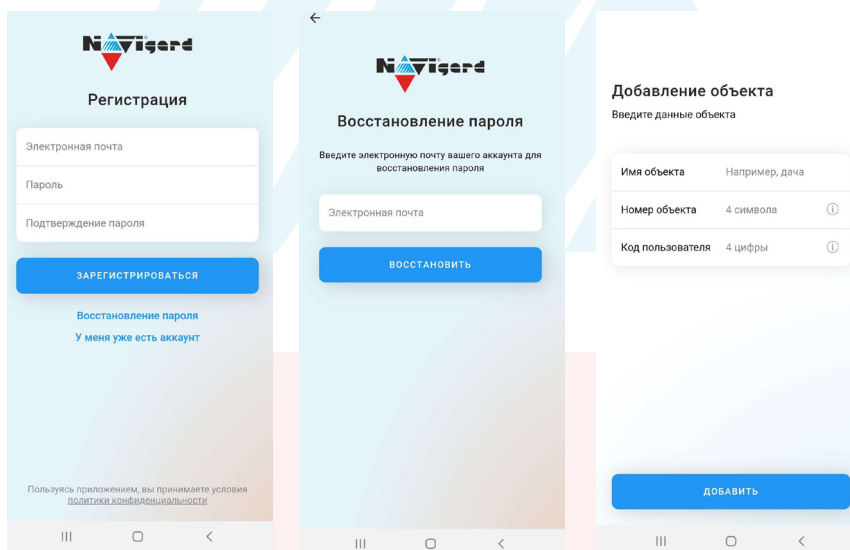 Navigard
Регистрация
Электронная почта
Пароль
Подтверждение пароля
ЗАРЕГИСТРИРОВАТЬСЯ
Восстановление пароля
У меня уже есть аккаунт
Пользуясь приложением, вы принимаете условия
политики конфиденциальности
Navigard
Восстановление пароля
Введите электронную почту вашего аккаунта для
восстановления пароля
Электронная почта
ВОССТАНОВИТЬ
Добавление объекта
Введите данные объекта
Имя объекта Например, дача
Номер объекта 4 символа
Код пользователя 4 цифры
ДОБАВИТЬ